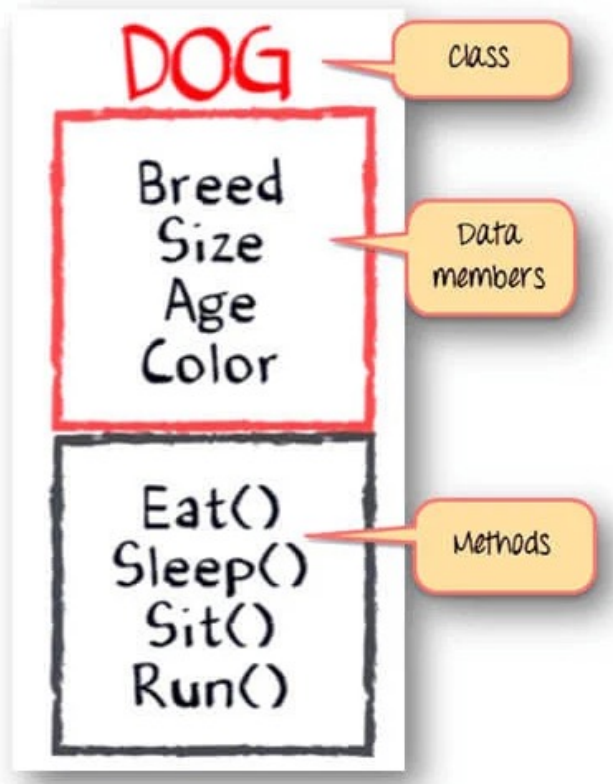 DOG
Class
Breed
Size
Age
Color
Data
members
Eat()
Sleep()
Sit()
Run()
Methods